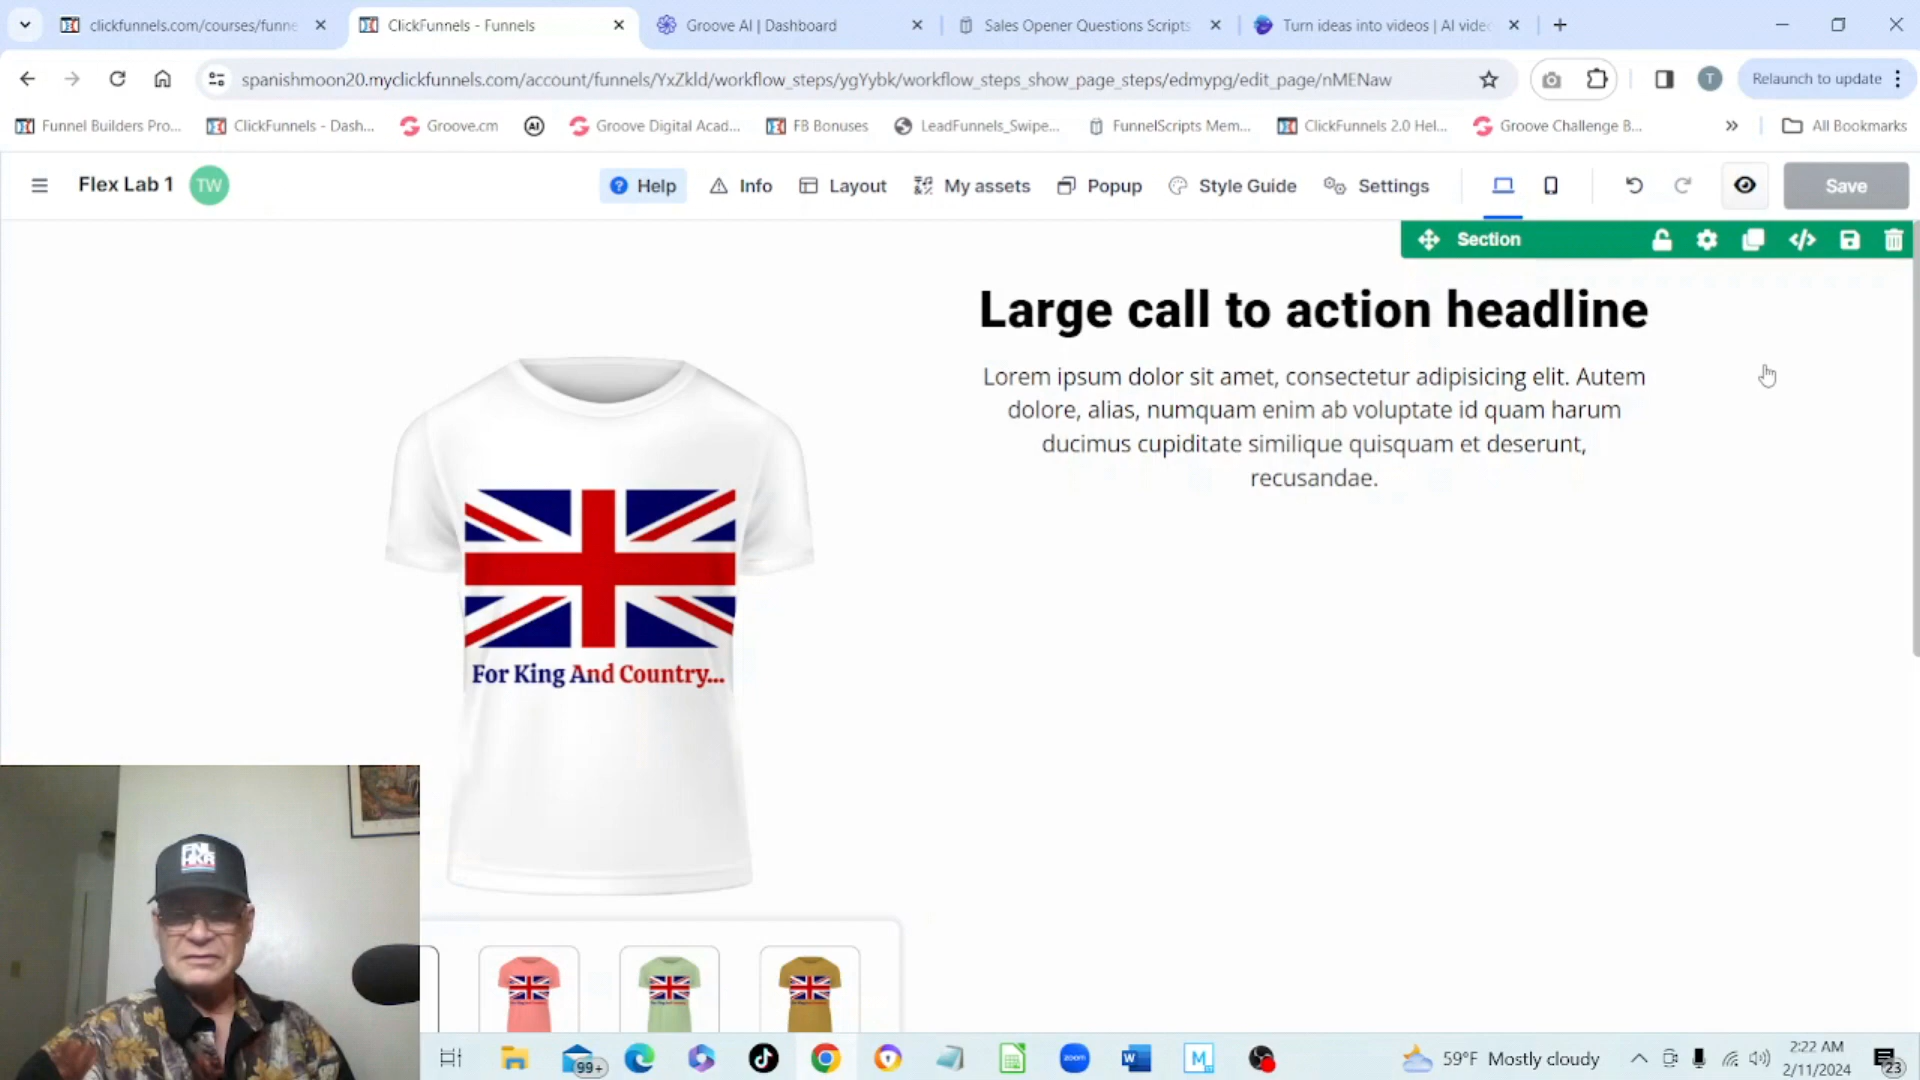 clickfunnels.com/courses/funne
ClickFunnels - Funnels
Groove AI | Dashboard
Sales Opener Questions Scripts
Turn ideas into videos | AI vide
spanishmoon20.myclickfunnels.com/account/funnels/YxZkld/workflow_steps/ygYybk/workflow_steps_show_page_steps/edmypg/edit_page/nMENaw
T
Relaunch to update
Funnel Builders Pro...
ClickFunnels - Dash...
Groove.cm
AI
Groove Digital Acad...
FB Bonuses
LeadFunnels_Swipe...
FunnelScripts Mem...
ClickFunnels 2.0 Hel...
Groove Challenge B...
All Bookmarks
Flex Lab 1
TW
Help
Info
Layout
My assets
Popup
Style Guide
Settings
Save
Section
Large call to action headline
Lorem ipsum dolor sit amet, consectetur adipisicing elit. Autem
dolore, alias, numquam enim ab voluptate id quam harum
ducimus cupiditate similique quisquam et deserunt,
recusandae.
For King And Country...
FNL
HKR
99+
zoom
59°F Mostly cloudy
2:22 AM
2/11/2024
23